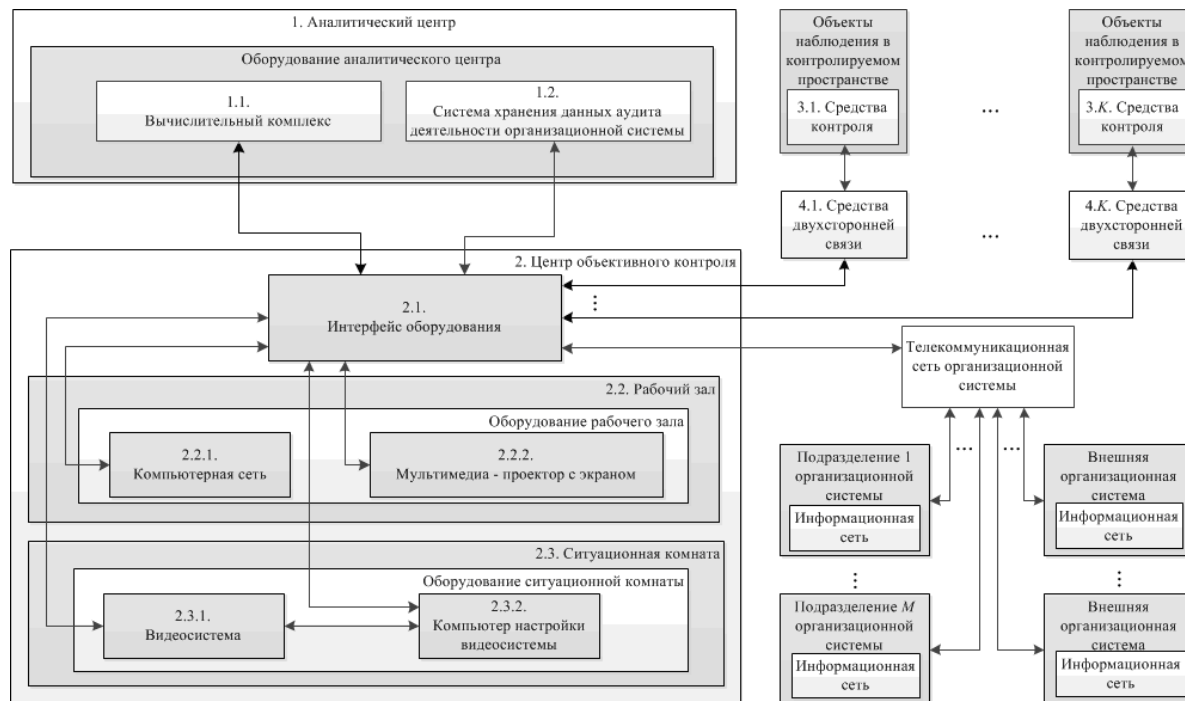 1. Аналитический центр
Оборудование аналитического центра
1.1.
Вычислительный комплекс
1.2.
Система хранения данных аудита
деятельности организационной системы
Объекты
наблюдения в
контролируемом
пространстве
3.1. Средства
контроля
...
Объекты
наблюдения в
контролируемом
пространстве
3.K. Средства
контроля
4.1. Средства
двухсторонней
связи
...
4.K. Средства
двухсторонней
связи
2. Центр объективного контроля
2.1.
Интерфейс оборудования
...
Телекоммуникационная
сеть организационной
системы
2.2. Рабочий зал
Оборудование рабочего зала
2.2.1.
Компьютерная сеть
2.2.2.
Мультимедиа - проектор с экраном
2.3. Ситуационная комната
Оборудование ситуационной комнаты
2.3.1.
Видеосистема
2.3.2.
Компьютер настройки
видеосистемы
... ...
Подразделение 1
организационной
системы
Информационная
сеть
Внешняя
организационная
система
Информационная
сеть
... ...
Подразделение M
организационной
системы
Информационная
сеть
Внешняя
организационная
система
Информационная
сеть